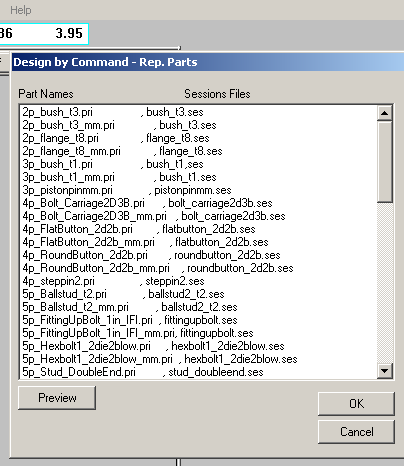 Help
36 3.95
Design by Command - Rep. Parts
Part Names Sessions Files
2p_bush_t3.pri , bush_t3.ses
2p_bush_t3_mm.pri , bush_t3.ses
2p_flange_t8.pri , flange_t8.ses
2p_flange_t8_mm.pri , flange_t8.ses
3p_bush_t1.pri , bush_t1,ses
3p_bush_t1_mm.pri , bush_t1.ses
3p_pistonpinmm.pri , pistonpinmm.ses
4p_Bolt_Carriage2D3B.pri , bolt_carriage2d3b.ses
4p_Bolt_Carriage2D3B_mm.pri , bolt_carriage2d3b.ses
4p_FlatButton_2d2b.pri , flatbutton_2d2b.ses
4p_FlatButton_2d2b_mm.pri , flatbutton_2d2b.ses
4p_RoundButton_2d2b.pri , roundbutton_2d2b.ses
4p_RoundButton_2d2b_mm.pri , roundbutton_2d2b.ses
4p_steppin2.pri , steppin2.ses
5p_Ballstud_t2.pri , ballstud2_t2.ses
5p_Ballstud_t2_mm.pri , ballstud2_t2.ses
5p_FittingUpBolt_1in_IFI.pri , fittingupbolt.ses
5p_FittingUpBolt_1in_IFI_mm.pri, fittingupbolt.ses
5p_Hexbolt1_2die2blow.pri , hexbolt1_2die2blow.ses
5p_Hexbolt1_2die2blow_mm.pri , hexbolt1_2die2blow.ses
5p_Stud_DoubleEnd.pri , stud_doubleend.ses
Preview
OK
Cancel